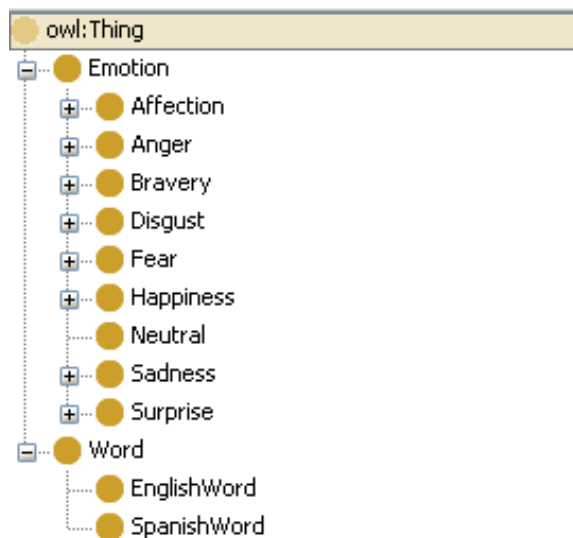 owl:Thing
Emotion
Affection
Anger
Bravery
Disgust
Fear
Happiness
Neutral
Sadness
Surprise
Word
EnglishWord
SpanishWord